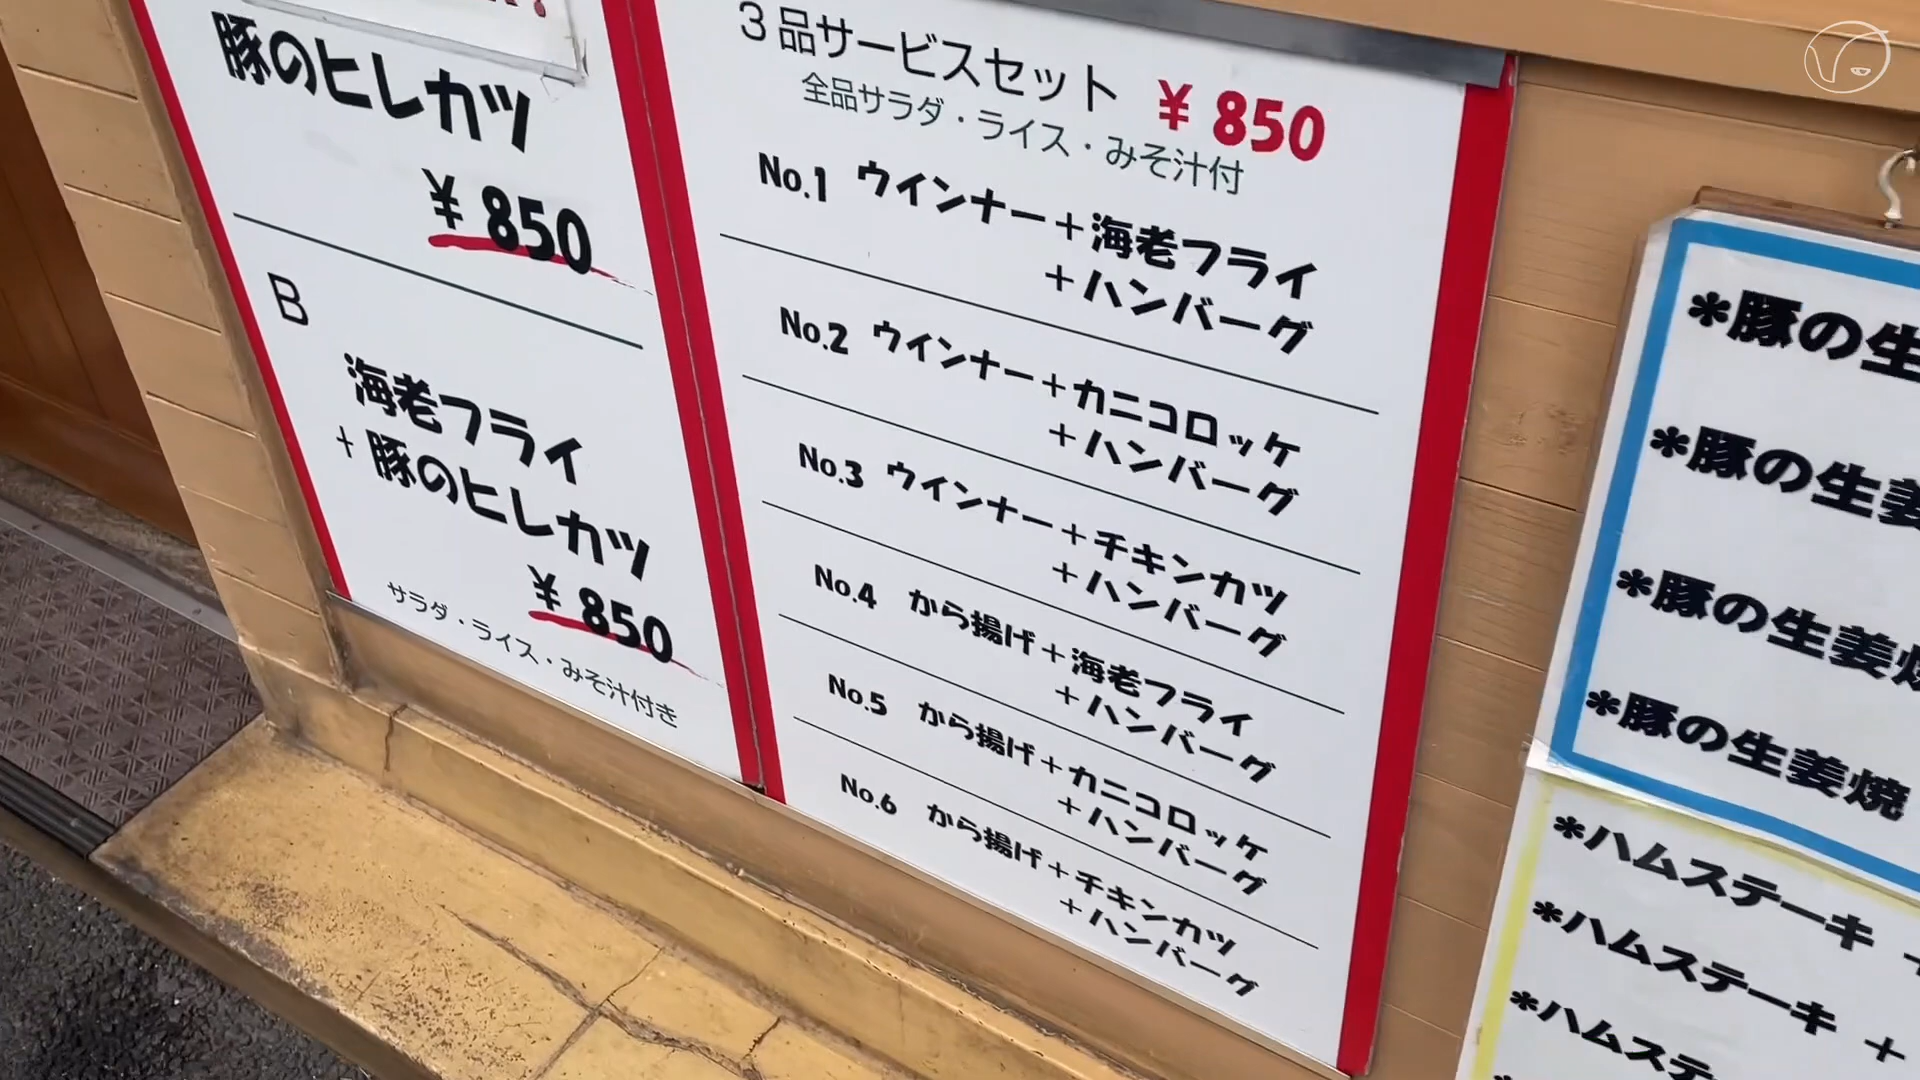 豚のヒレカツ
¥850
B
海老フライ
+豚のヒレカツ
¥850
サラダ・ライス・みそ汁付き
3品サービスセット ¥850
全品サラダ・ライス・みそ汁付
No.1 ウインナー+海老フライ
+ハンバーグ
No.2 ウインナー+カニコロッケ
+ハンバーグ
No.3 ウインナー+チキンカツ
+ハンバーグ
No.4 から揚げ+海老フライ
+ハンバーグ
No.5 から揚げ+カニコロッケ
+ハンバーグ
No.6 から揚げ+チキンカツ
+ハンバーグ
*豚の生
*豚の生姜
*豚の生姜焼
*豚の生姜焼
*ハムステーキ +
*ハムステーキ +
*ハムステ